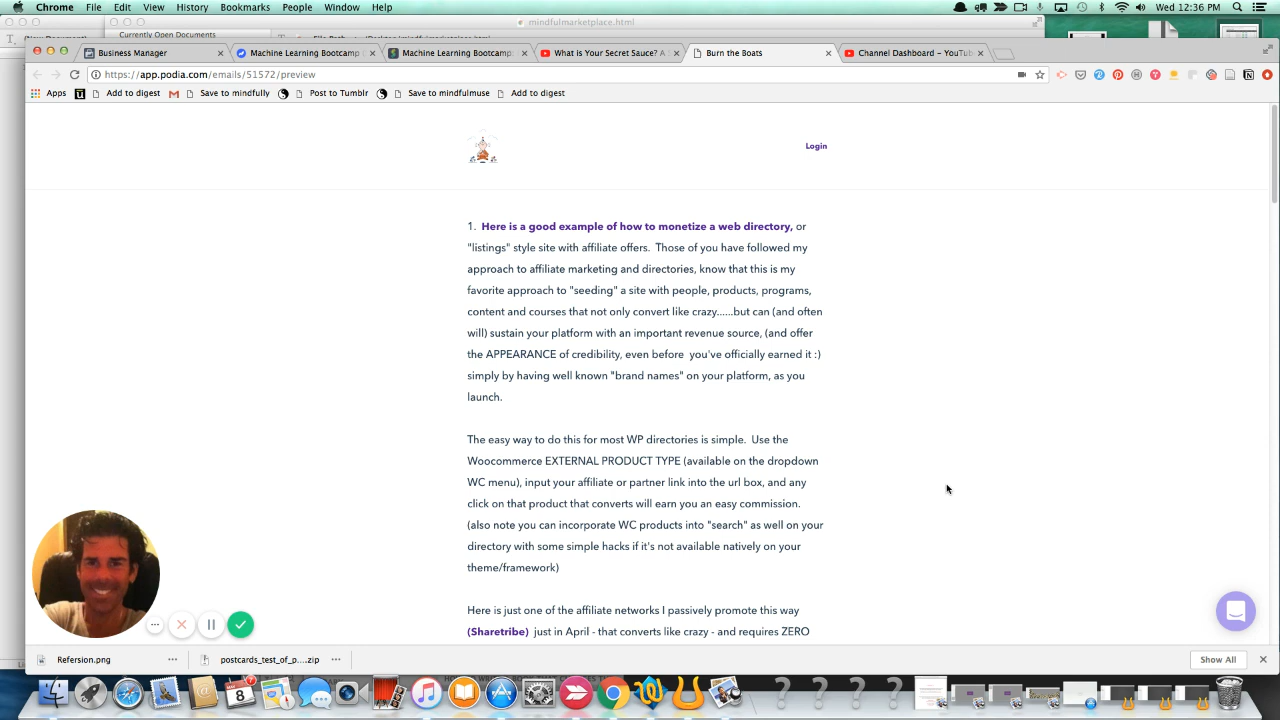 Chrome File Edit View History Bookmarks People Window Help Wed 12:36 PM
mindfulmarketplace.html
Currently Open Documents
Business Manager
Machine Learning Bootcamp
Machine Learning Bootcamp
What is Your Secret Sauce? A S
Burn the Boats
Channel Dashboard - YouTub
https://app.podia.com/emails/51572/preview
Apps Add to digest Save to mindfully Post to Tumblr Save to mindfulmuse Add to digest
Login
1. Here is a good example of how to monetize a web directory, or
"listings" style site with affiliate offers. Those of you have followed my
approach to affiliate marketing and directories, know that this is my
favorite approach to "seeding" a site with people, products, programs,
content and courses that not only convert like crazy......but can (and often
will) sustain your platform with an important revenue source, (and offer
the APPEARANCE of credibility, even before you've officially earned it :)
simply by having well known "brand names" on your platform, as you
launch.
The easy way to do this for most WP directories is simple. Use the
Woocommerce EXTERNAL PRODUCT TYPE (available on the dropdown
WC menu), input your affiliate or partner link into the url box, and any
click on that product that converts will earn you an easy commission.
(also note you can incorporate WC products into "search" as well on your
directory with some simple hacks if it's not available natively on your
theme/framework)
Here is just one of the affiliate networks I passively promote this way
(Sharetribe) just in April - that converts like crazy - and requires ZERO
Refersion.png
postcards_test_of_p....zip
Show All